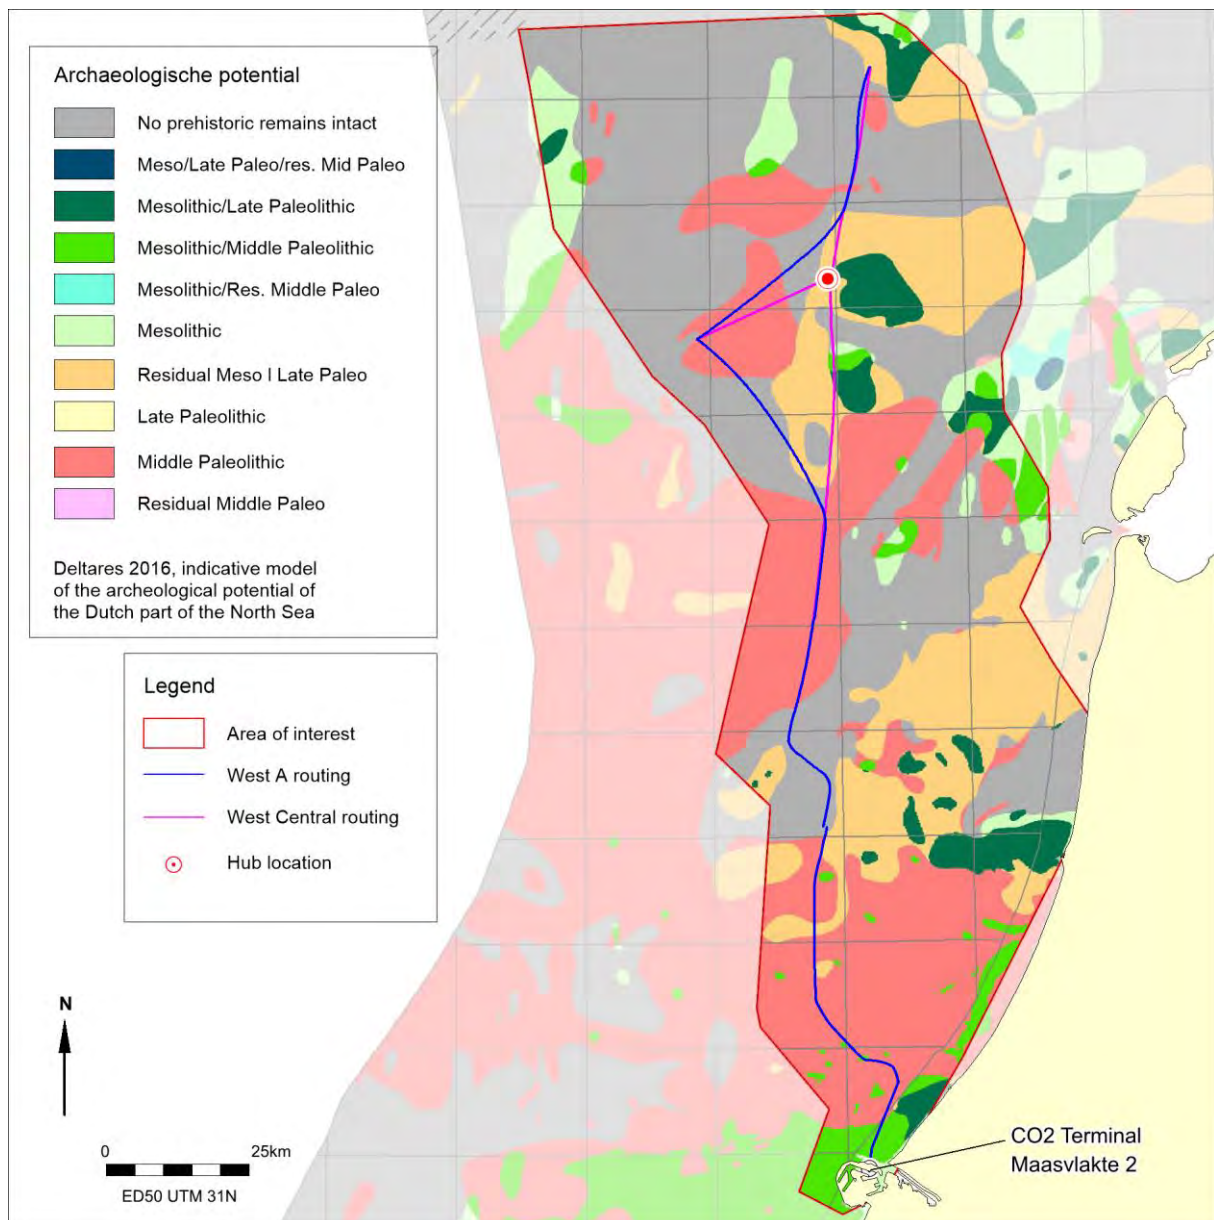 Archaeologische potential
No prehistoric remains intact
Meso/Late Paleo/res. Mid Paleo
Mesolithic/Late Paleolithic
Mesolithic/Middle Paleolithic
Mesolithic/Res. Middle Paleo
Mesolithic
Residual Meso l Late Paleo
Late Paleolithic
Middle Paleolithic
Residual Middle Paleo
Deltares 2016, indicative model
of the archeological potential of
the Dutch part of the North Sea
Legend
Area of interest
West A routing
West Central routing
Hub location
N
0 25km
ED50 UTM 31N
CO2 Terminal
Maasvlakte 2